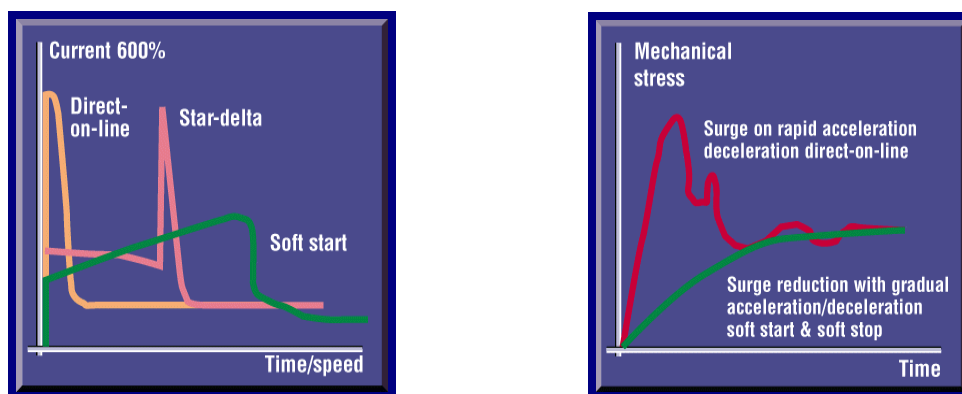 Current 600%
Direct-
on-line
Star-delta
Soft start
Time/speed
Mechanical
stress
Surge on rapid acceleration
deceleration direct-on-line
Surge reduction with gradual
acceleration/deceleration
soft start & soft stop
Time